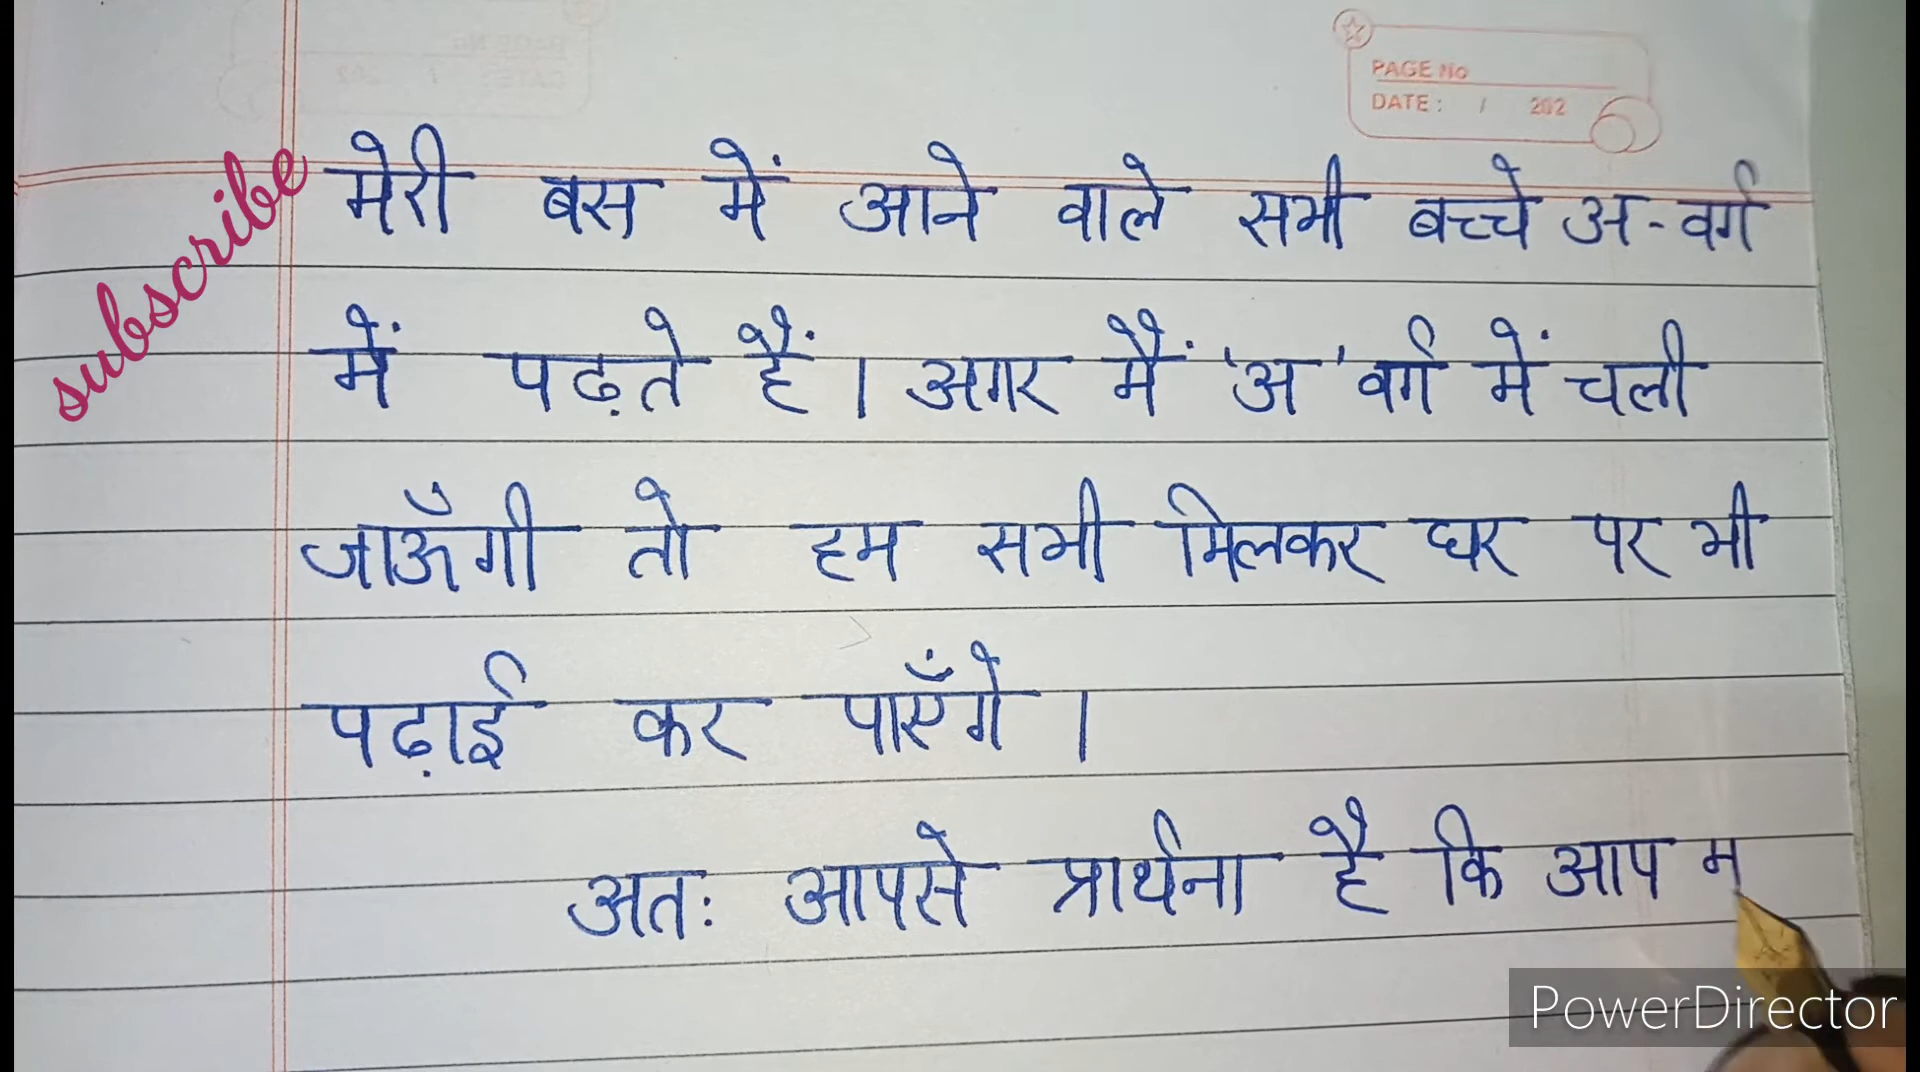 PAGE No
DATE : / 202
subscribe
मेरी बस में आने वाले सभी बच्चे अ-वर्ग
में पढ़ते हैं। अगर मैं 'अ' वर्ग में चली
जाऊँगी तो हम सभी मिलकर घर पर भी
पढ़ाई कर पाएँगे।
अतः आपसे प्रार्थना है कि आप म
PowerDirector